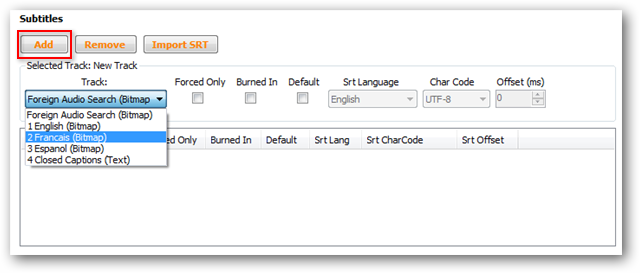 Subtitles
Add Remove Import SRT
Selected Track: New Track
Track: Forced Only Burned In Default Srt Language Char Code Offset (ms)
Foreign Audio Search (Bitmap English UTF-8 0
Foreign Audio Search (Bitmap)
1 English (Bitmap)
2 Francais (Bitmap)
3 Espanol (Bitmap)
4 Closed Captions (Text)
Only Burned In Default Srt Lang Srt CharCode Srt Offset